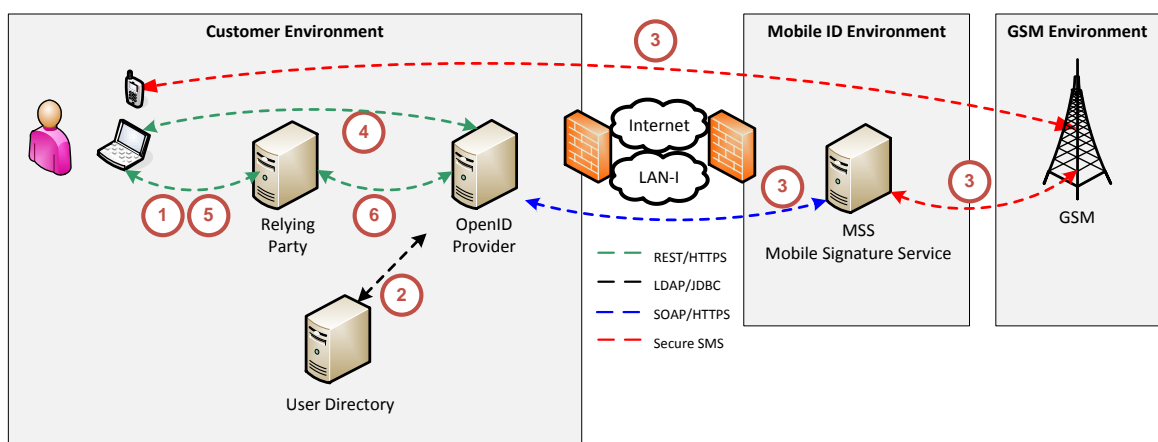 Customer Environment
Mobile ID Environment
GSM Environment
3
Internet
LAN-I
4
3
3
1
5
6
Relying
Party
OpenID
Provider
MSS
Mobile Signature Service
GSM
2
User Directory
REST/HTTPS
LDAP/JDBC
SOAP/HTTPS
Secure SMS